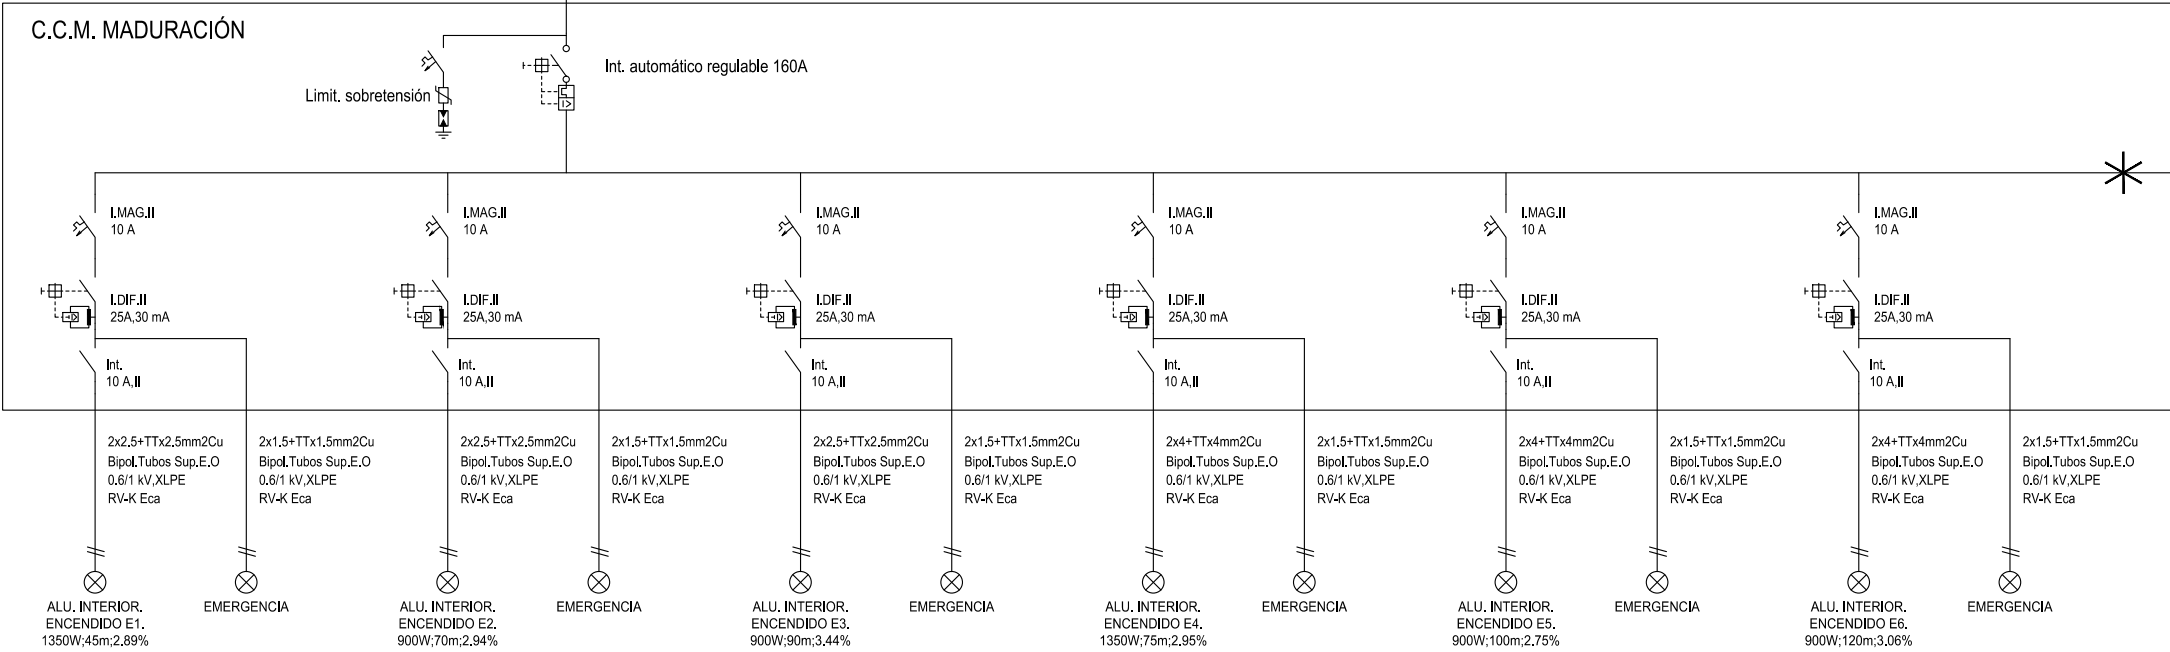 C.C.M. MADURACIÓN
Int. automático regulable 160A
Limit. sobretensión
I.MAG.II
10 A
I.DIF.II
25A,30 mA
Int.
10 A,II
I.MAG.II
10 A
I.DIF.II
25A,30 mA
Int.
10 A,II
I.MAG.II
10 A
I.DIF.II
25A,30 mA
Int.
10 A,II
I.MAG.II
10 A
I.DIF.II
25A,30 mA
Int.
10 A,II
I.MAG.II
10 A
I.DIF.II
25A,30 mA
Int.
10 A,II
I.MAG.II
10 A
I.DIF.II
25A,30 mA
Int.
10 A,II
2x2.5+TTx2.5mm2Cu
Bipol.Tubos Sup.E.O
0.6/1 kV,XLPE
RV-K Eca
2x1.5+TTx1.5mm2Cu
Bipol.Tubos Sup.E.O
0.6/1 kV,XLPE
RV-K Eca
2x2.5+TTx2.5mm2Cu
Bipol.Tubos Sup.E.O
0.6/1 kV,XLPE
RV-K Eca
2x1.5+TTx1.5mm2Cu
Bipol.Tubos Sup.E.O
0.6/1 kV,XLPE
RV-K Eca
2x2.5+TTx2.5mm2Cu
Bipol.Tubos Sup.E.O
0.6/1 kV,XLPE
RV-K Eca
2x1.5+TTx1.5mm2Cu
Bipol.Tubos Sup.E.O
0.6/1 kV,XLPE
RV-K Eca
2x4+TTx4mm2Cu
Bipol.Tubos Sup.E.O
0.6/1 kV,XLPE
RV-K Eca
2x1.5+TTx1.5mm2Cu
Bipol.Tubos Sup.E.O
0.6/1 kV,XLPE
RV-K Eca
2x4+TTx4mm2Cu
Bipol.Tubos Sup.E.O
0.6/1 kV,XLPE
RV-K Eca
2x1.5+TTx1.5mm2Cu
Bipol.Tubos Sup.E.O
0.6/1 kV,XLPE
RV-K Eca
2x4+TTx4mm2Cu
Bipol.Tubos Sup.E.O
0.6/1 kV,XLPE
RV-K Eca
2x1.5+TTx1.5mm2Cu
Bipol.Tubos Sup.E.O
0.6/1 kV,XLPE
RV-K Eca
ALU. INTERIOR.
ENCENDIDO E1.
1350W;45m;2.89%
EMERGENCIA
ALU. INTERIOR.
ENCENDIDO E2.
900W;70m;2.94%
EMERGENCIA
ALU. INTERIOR.
ENCENDIDO E3.
900W;90m;3.44%
EMERGENCIA
ALU. INTERIOR.
ENCENDIDO E4.
1350W;75m;2.95%
EMERGENCIA
ALU. INTERIOR.
ENCENDIDO E5.
900W;100m;2.75%
EMERGENCIA
ALU. INTERIOR.
ENCENDIDO E6.
900W;120m;3.06%
EMERGENCIA